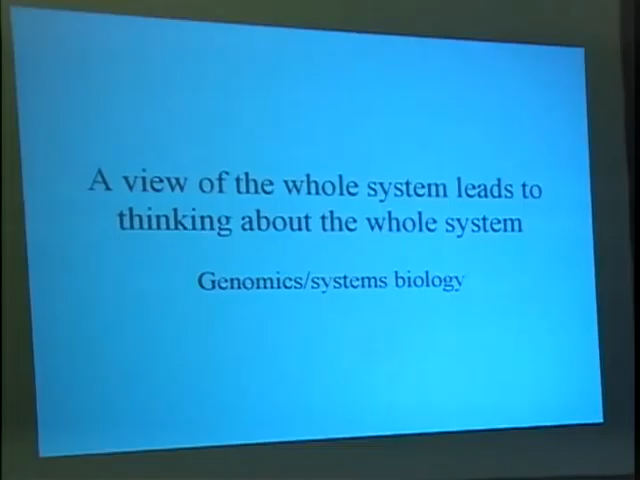 A view of the whole system leads to
thinking about the whole system
Genomics/systems biology